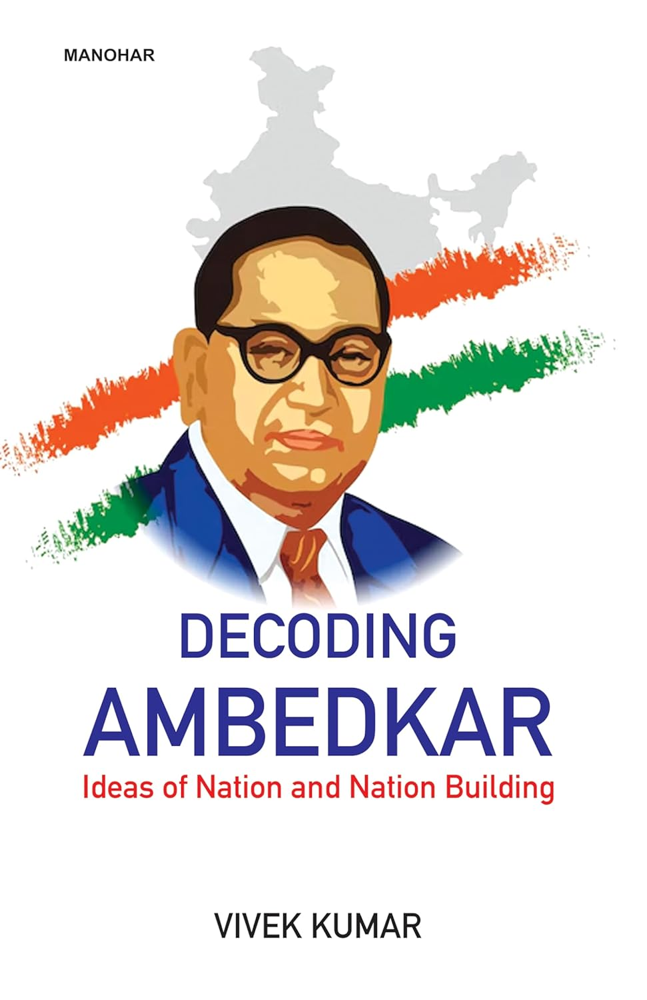 MANOHAR
DECODING
AMBEDKAR
Ideas of Nation and Nation Building
VIVEK KUMAR